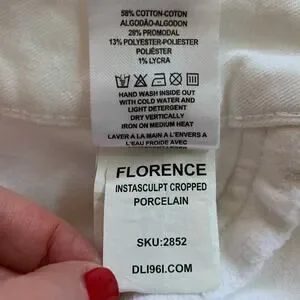 58% COTTON-COTON
ALGODÃO-ALGODON
28% PROMODAL
13% POLYESTER-POLIESTER
POLIÉSTER
1% LYCRA
HAND WASH INSIDE OUT
WITH COLD WATER AND
LIGHT DETERGENT
DRY VERTICALLY
IRON ON MEDIUM HEAT
LAVER A LA MAIN A L'ENVERS A
L'EAU FROIDE AVEC
FLORENCE
INSTASCULPT CROPPED
PORCELAIN
SKU:2852
DL1961.COM